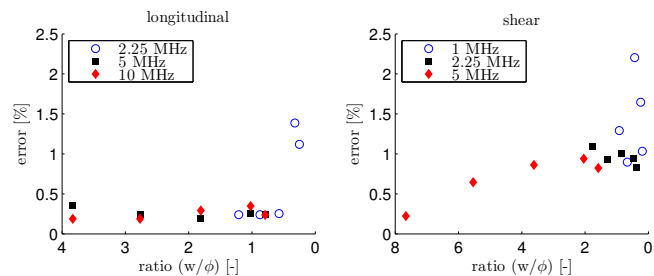 longitudinal
2.5
2
1.5
1
0.5
0
error [%]
2.25 MHz
5 MHz
10 MHz
4
3
2
1
0
ratio (w/ϕ) [-]
shear
2.5
2
1.5
1
0.5
0
error [%]
1 MHz
2.25 MHz
5 MHz
8
6
4
2
0
ratio (w/ϕ) [-]